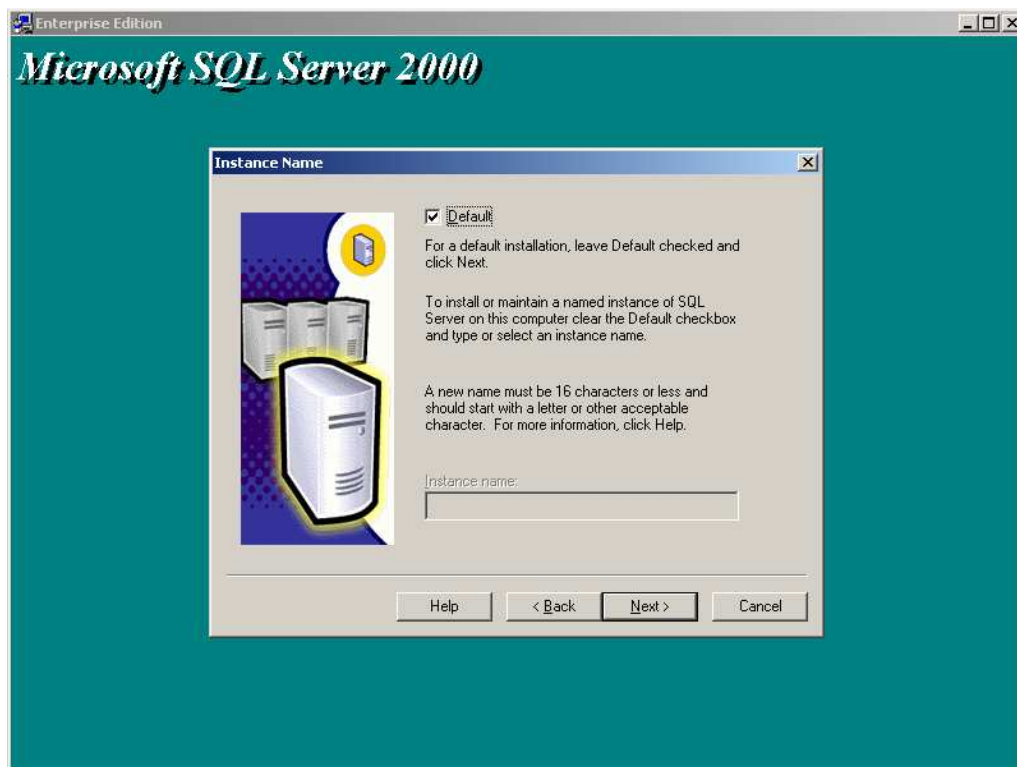 Enterprise Edition
Microsoft SQL Server 2000
Instance Name
Default
For a default installation, leave Default checked and
click Next.
To install or maintain a named instance of SQL
Server on this computer clear the Default checkbox
and type or select an instance name.
A new name must be 16 characters or less and
should start with a letter or other acceptable
character. For more information, click Help.
Instance name:
Help < Back Next > Cancel